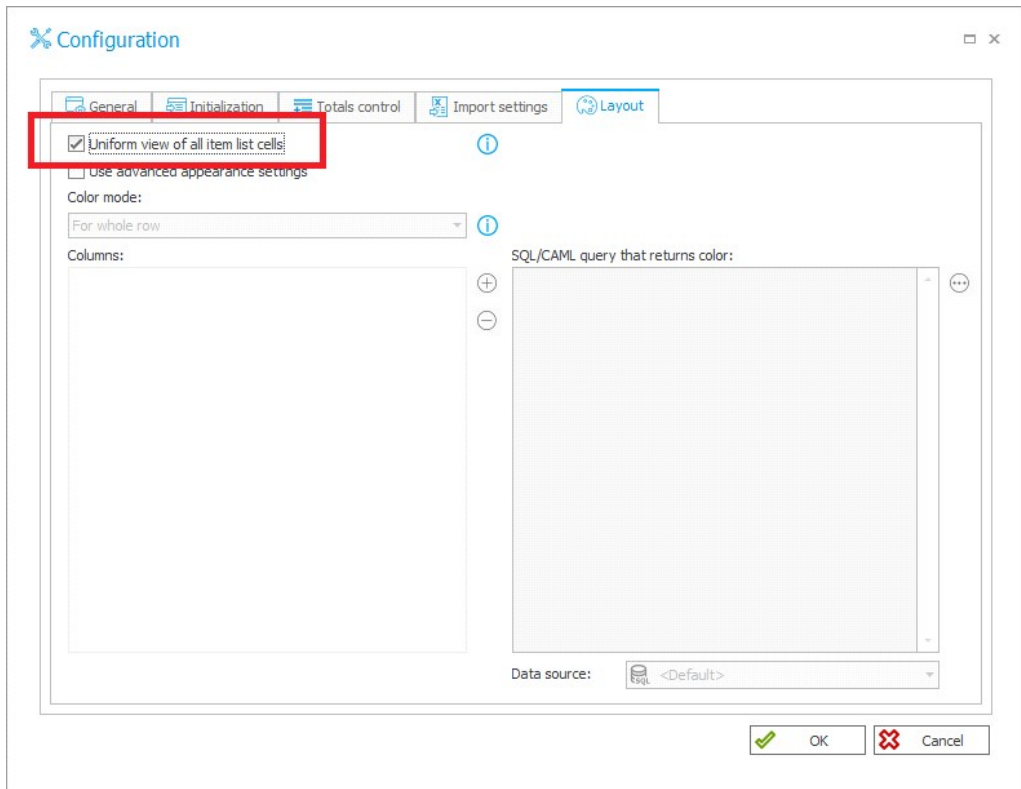 Configuration
General Initialization Totals control Import settings Layout
Uniform view of all item list cells
Use advanced appearance settings
Color mode:
For whole row
Columns: SQL/CAML query that returns color:
Data source: SQL <Default>
OK Cancel